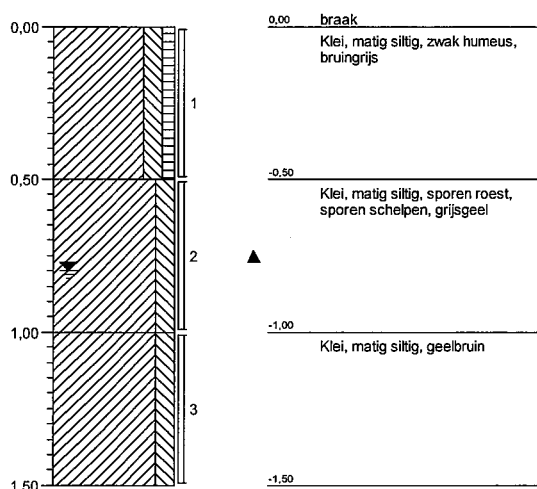 0,00
1
0,50
2
1,00
3
1,50
0,00 braak
Klei, matig siltig, zwak humeus,
bruingrijs
-0,50
Klei, matig siltig, sporen roest,
sporen schelpen, grijsgeel
-1,00
Klei, matig siltig, geelbruin
-1,50